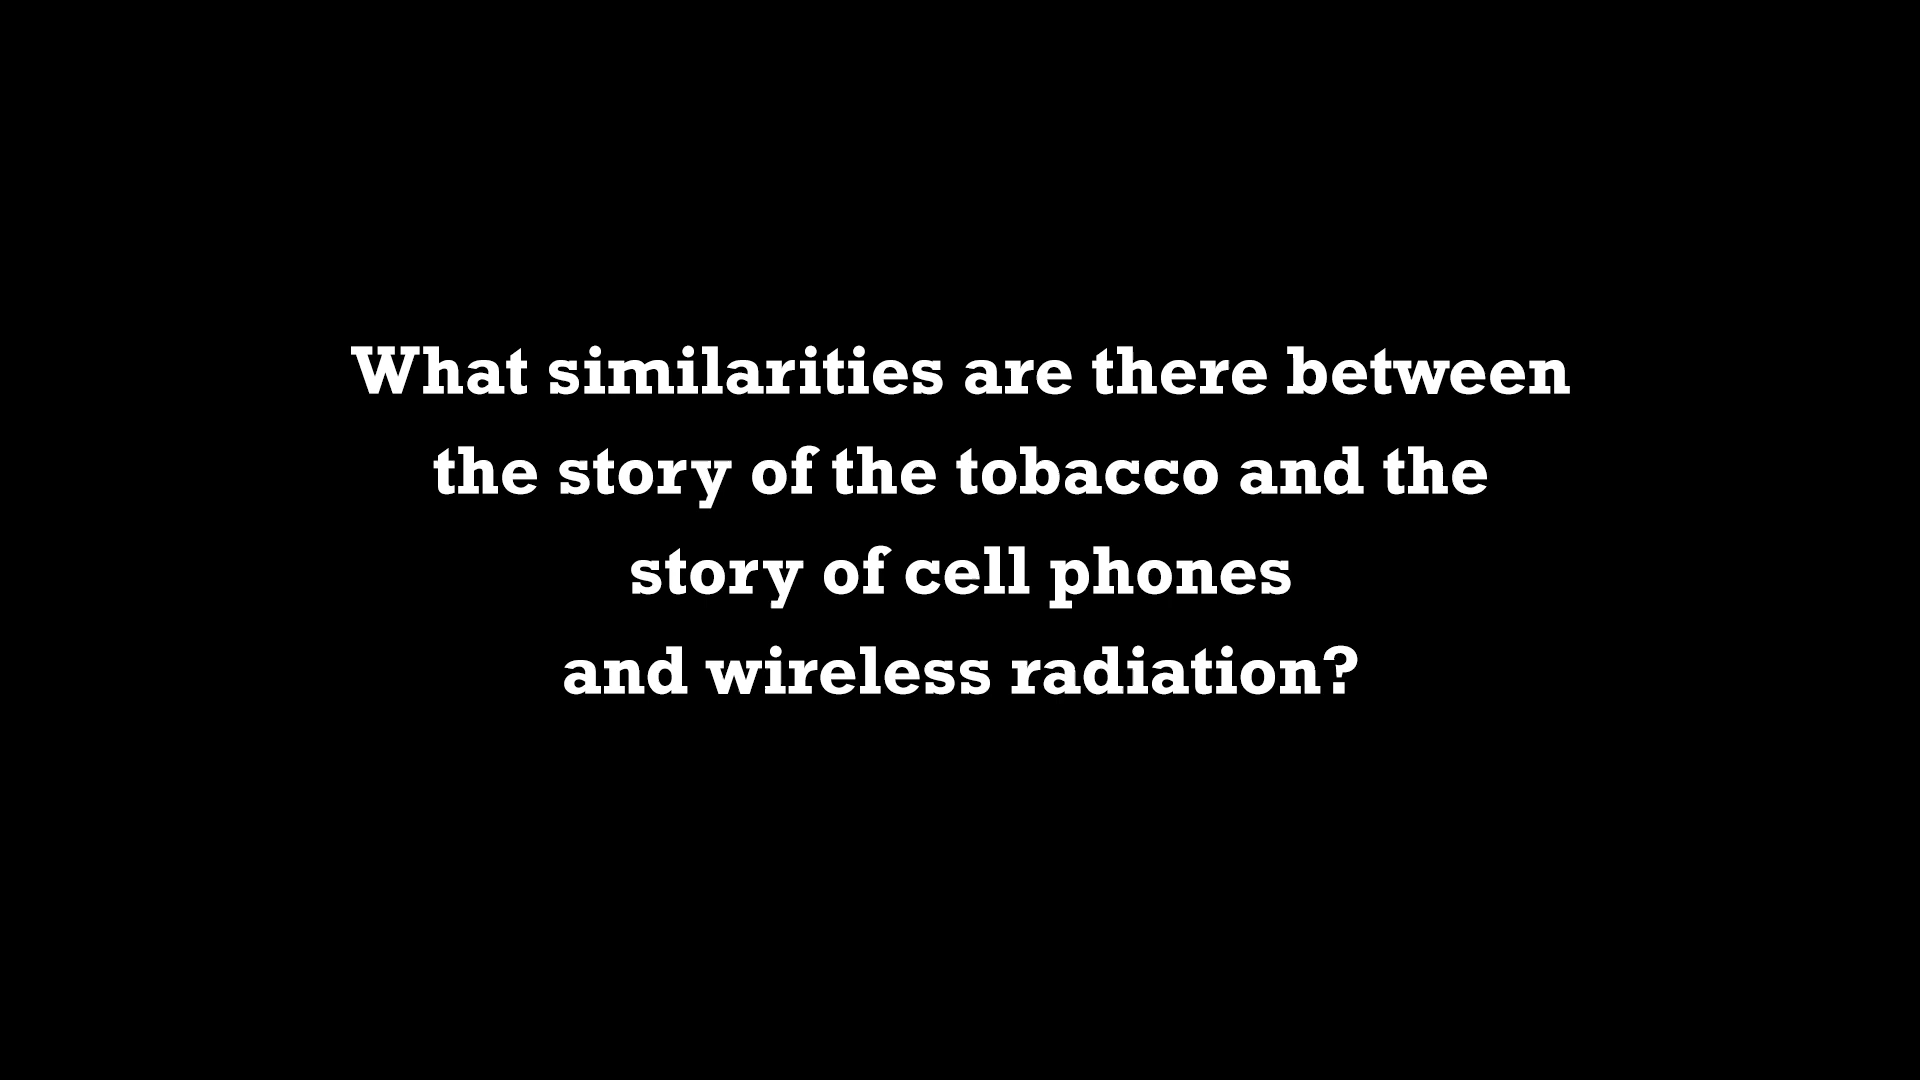 What similarities are there between
the story of the tobacco and the
story of cell phones
and wireless radiation?